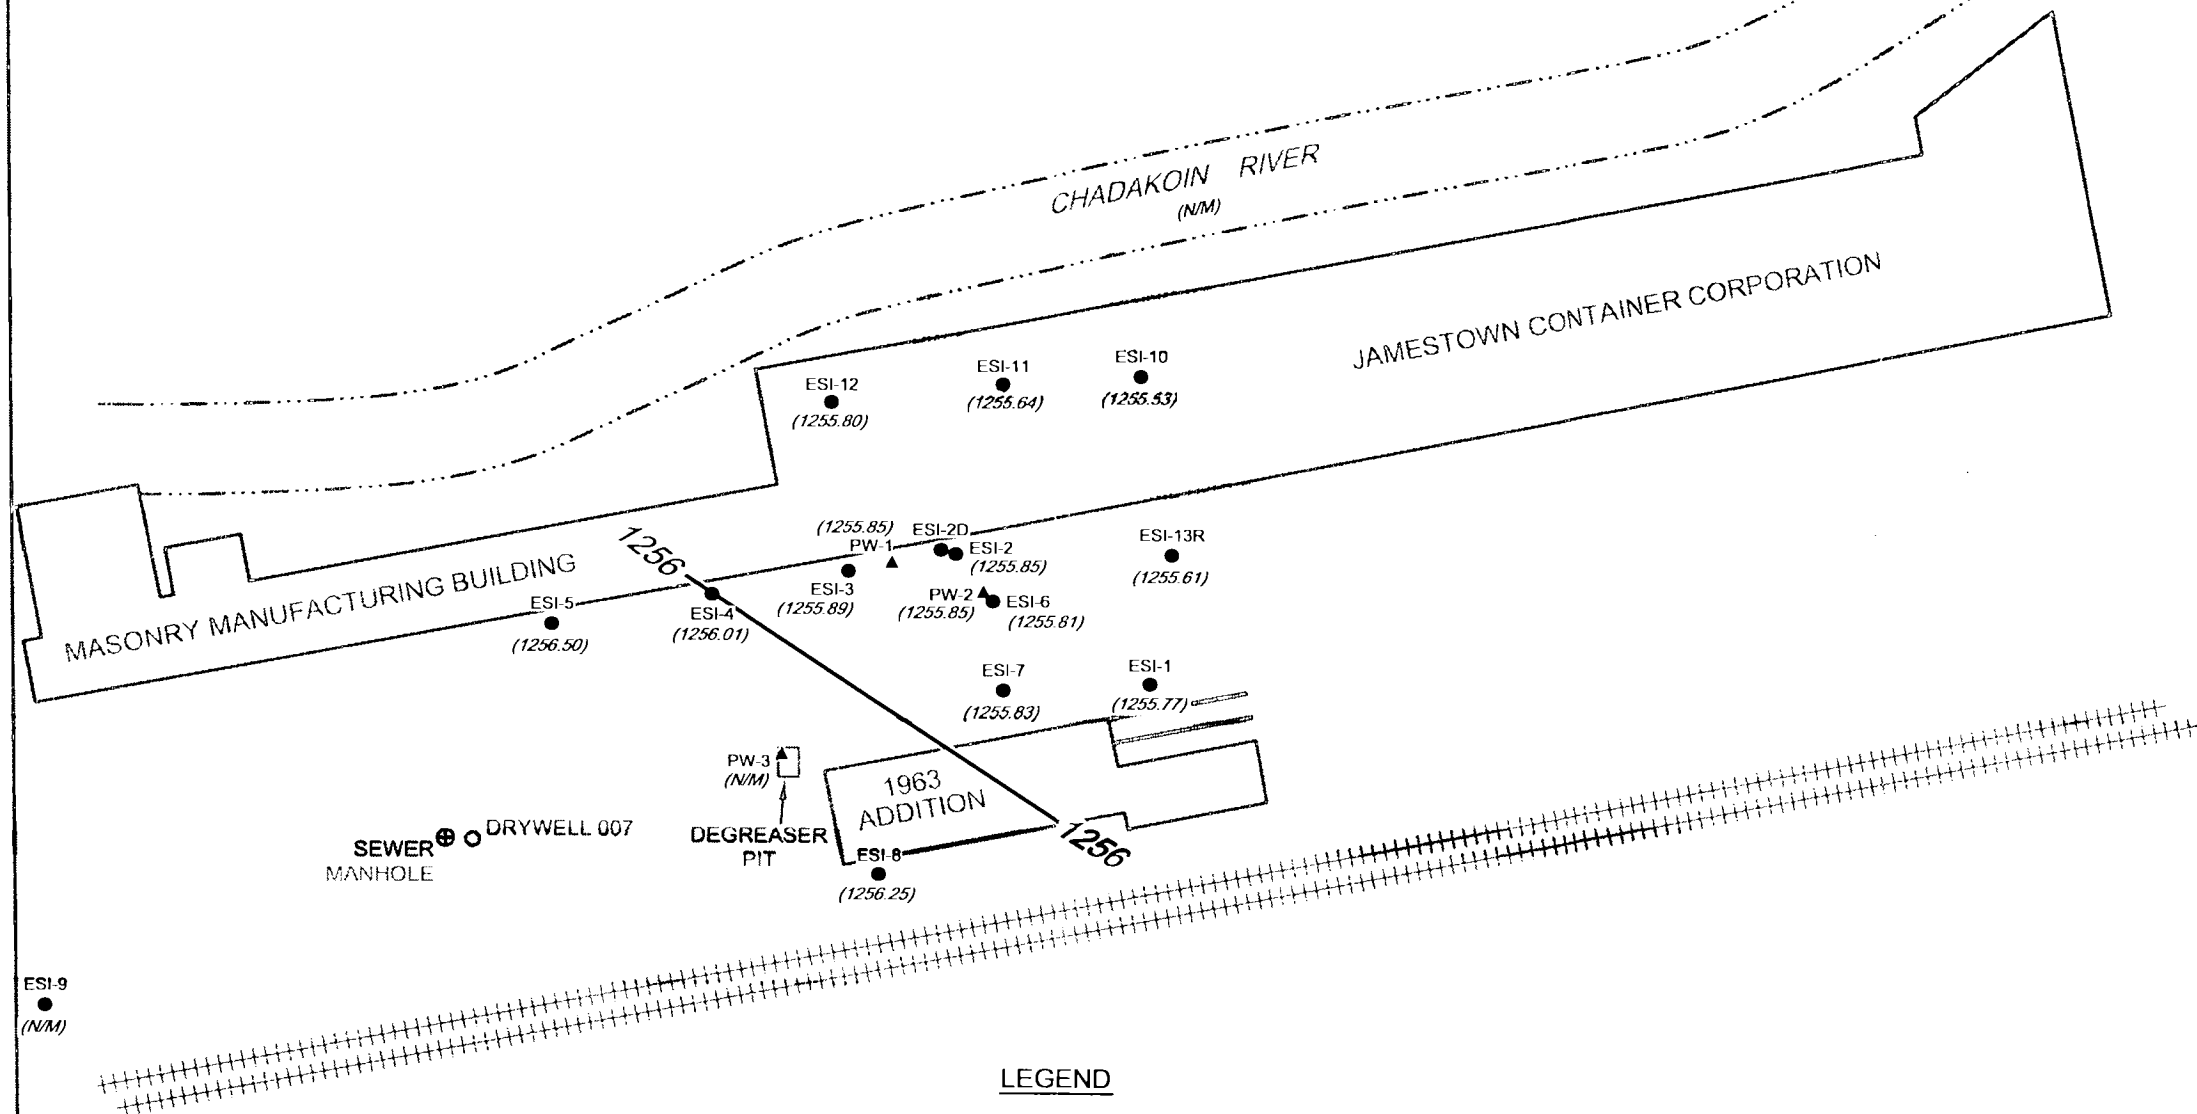 CHADAKOIN RIVER
(N/M)
JAMESTOWN CONTAINER CORPORATION
ESI-12
(1255.80)
ESI-11
(1255.64)
ESI-10
(1255.53)
MASONRY MANUFACTURING BUILDING
1256
(1255.85)
PW-1
ESI-2D
ESI-2
(1255.85)
ESI-13R
(1255.61)
ESI-5
(1256.50)
ESI-4
(1256.01)
ESI-3
(1255.89)
PW-2
(1255.85)
ESI-6
(1255.81)
ESI-7
(1255.83)
ESI-1
(1255.77)
PW-3
(N/M)
1963
ADDITION
DEGREASER
PIT
SEWER
MANHOLE
DRYWELL 007
1256
ESI-8
(1256.25)
ESI-9
(N/M)
LEGEND